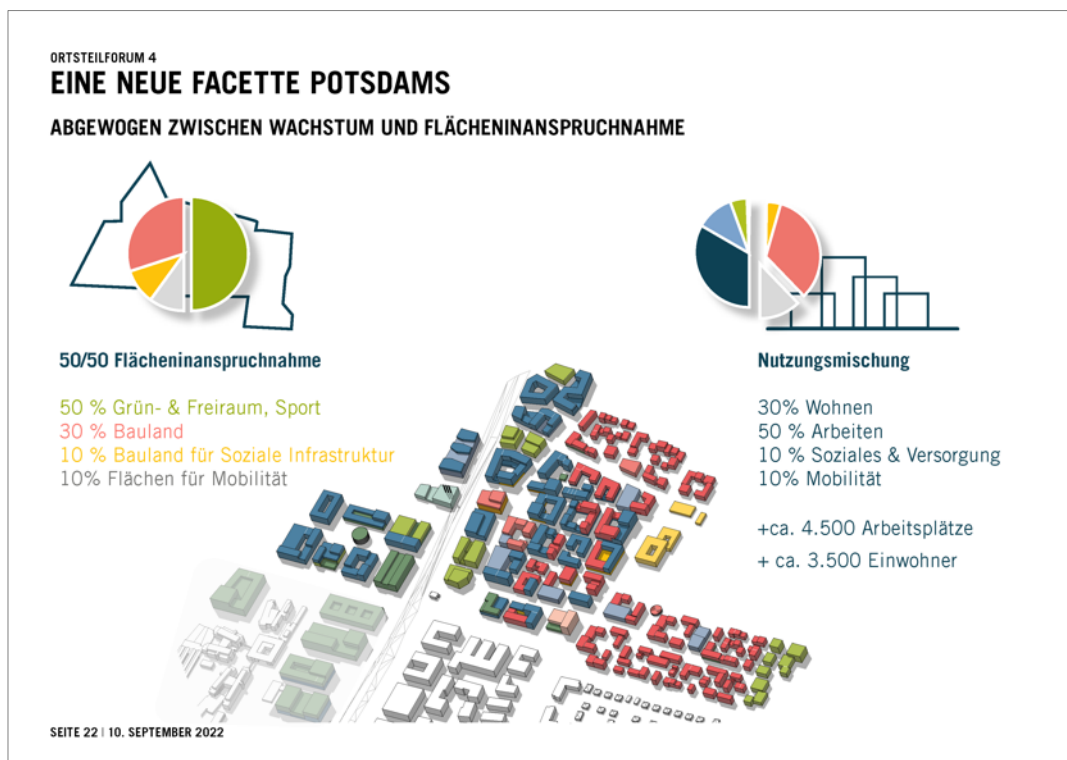 ORTSTEILFORUM 4
EINE NEUE FACETTE POTSDAMS
ABGEWOGEN ZWISCHEN WACHSTUM UND FLÄCHENINANSPRUCHNAHME
50/50 Flächeninanspruchnahme
50 % Grün- & Freiraum, Sport
30 % Bauland
10 % Bauland für Soziale Infrastruktur
10% Flächen für Mobilität
Nutzungsmischung
30% Wohnen
50 % Arbeiten
10 % Soziales & Versorgung
10% Mobilität
+ca. 4.500 Arbeitsplätze
+ ca. 3.500 Einwohner
SEITE 22 | 10. SEPTEMBER 2022